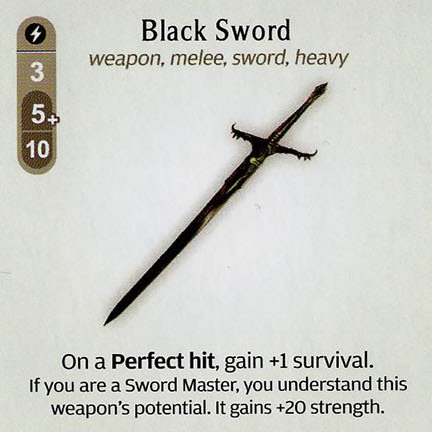 Black Sword
weapon, melee, sword, heavy
3
5+
10
On a Perfect hit, gain +1 survival.
If you are a Sword Master, you understand this
weapon's potential. It gains +20 strength.